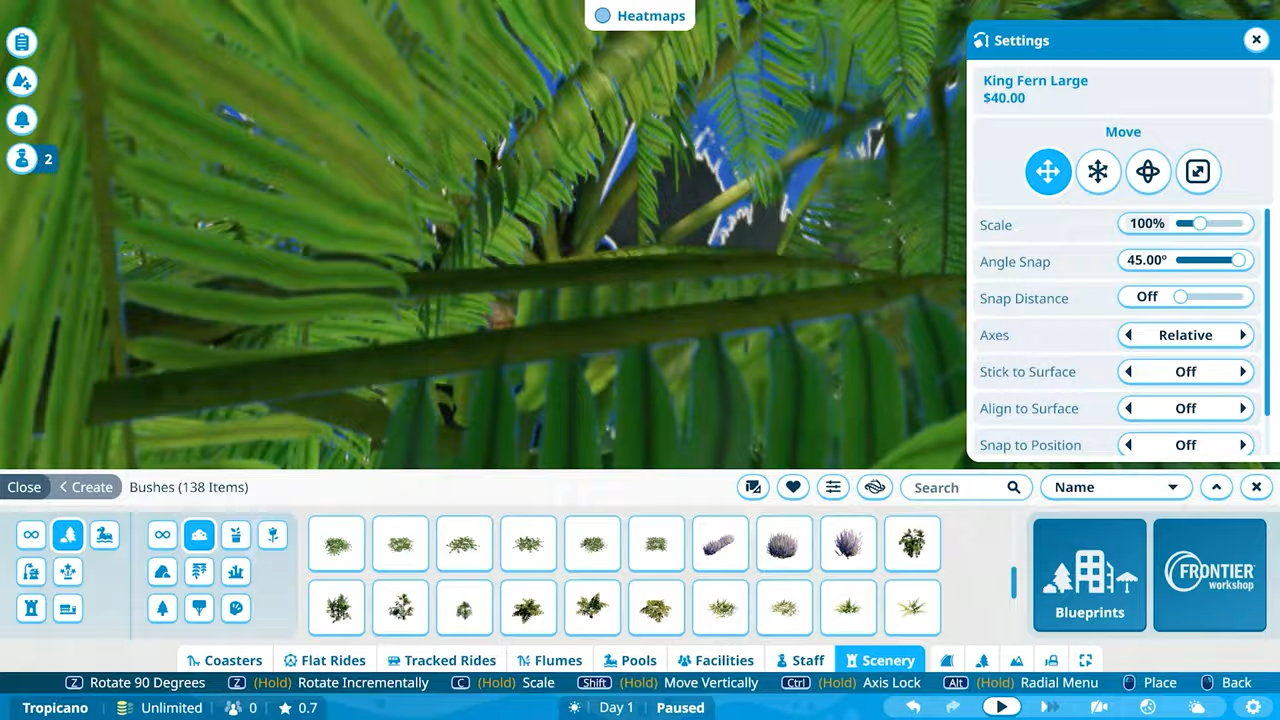 Heatmaps
Settings
King Fern Large
$40.00
2
Move
Scale 100%
Angle Snap 45.00°
Snap Distance Off
Axes Relative
Stick to Surface Off
Align to Surface Off
Snap to Position Off
Close Create Bushes (138 Items) Search Name
Blueprints
FRONTIER
workshop
Coasters Flat Rides Tracked Rides Flumes Pools Facilities Staff Scenery
Z Rotate 90 Degrees Z (Hold) Rotate Incrementally C (Hold) Scale Shift (Hold) Move Vertically Ctrl (Hold) Axis Lock Alt (Hold) Radial Menu Place Back
Tropicano Unlimited 0 0.7 Day 1 Paused